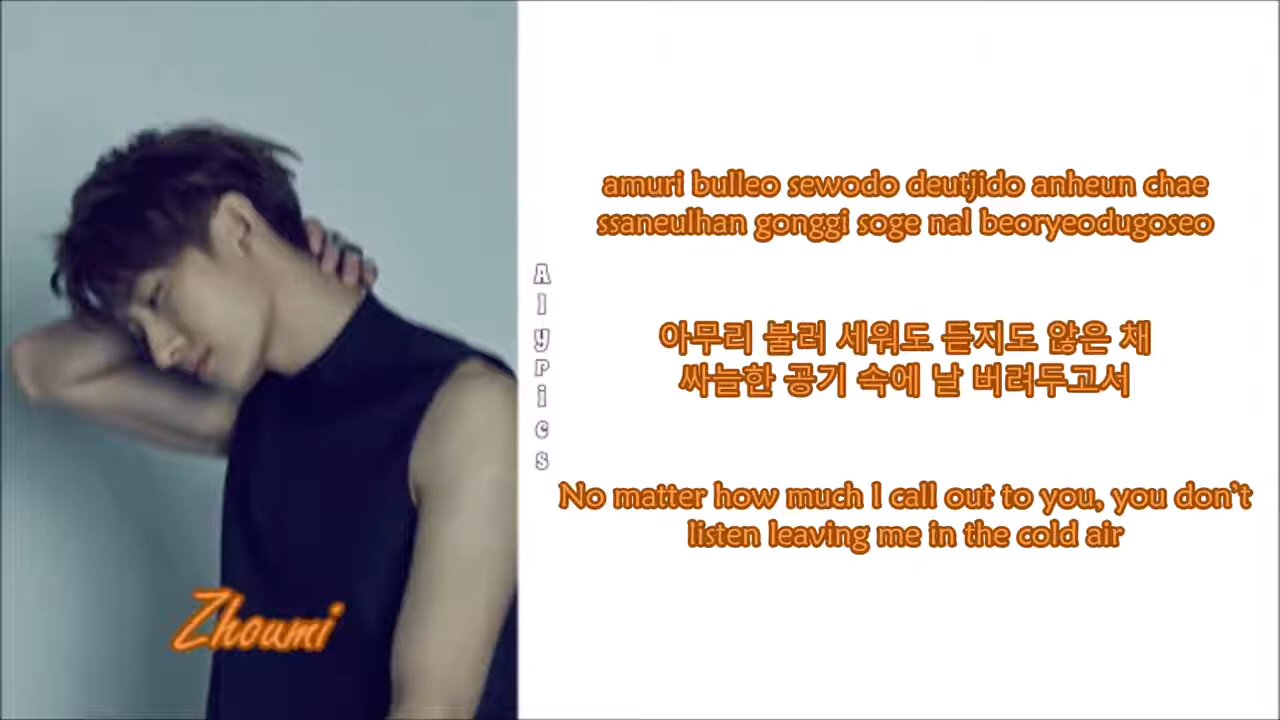 amuri bulleo sewodo deutjido anheun chae
ssaneulhan gonggi soge nal beoryeodugoseo
아무리 불러 세워도 듣지도 않은 채
싸늘한 공기 속에 날 버려두고서
No matter how much I call out to you, you don't
listen leaving me in the cold air
Alyrics
Zhoumi